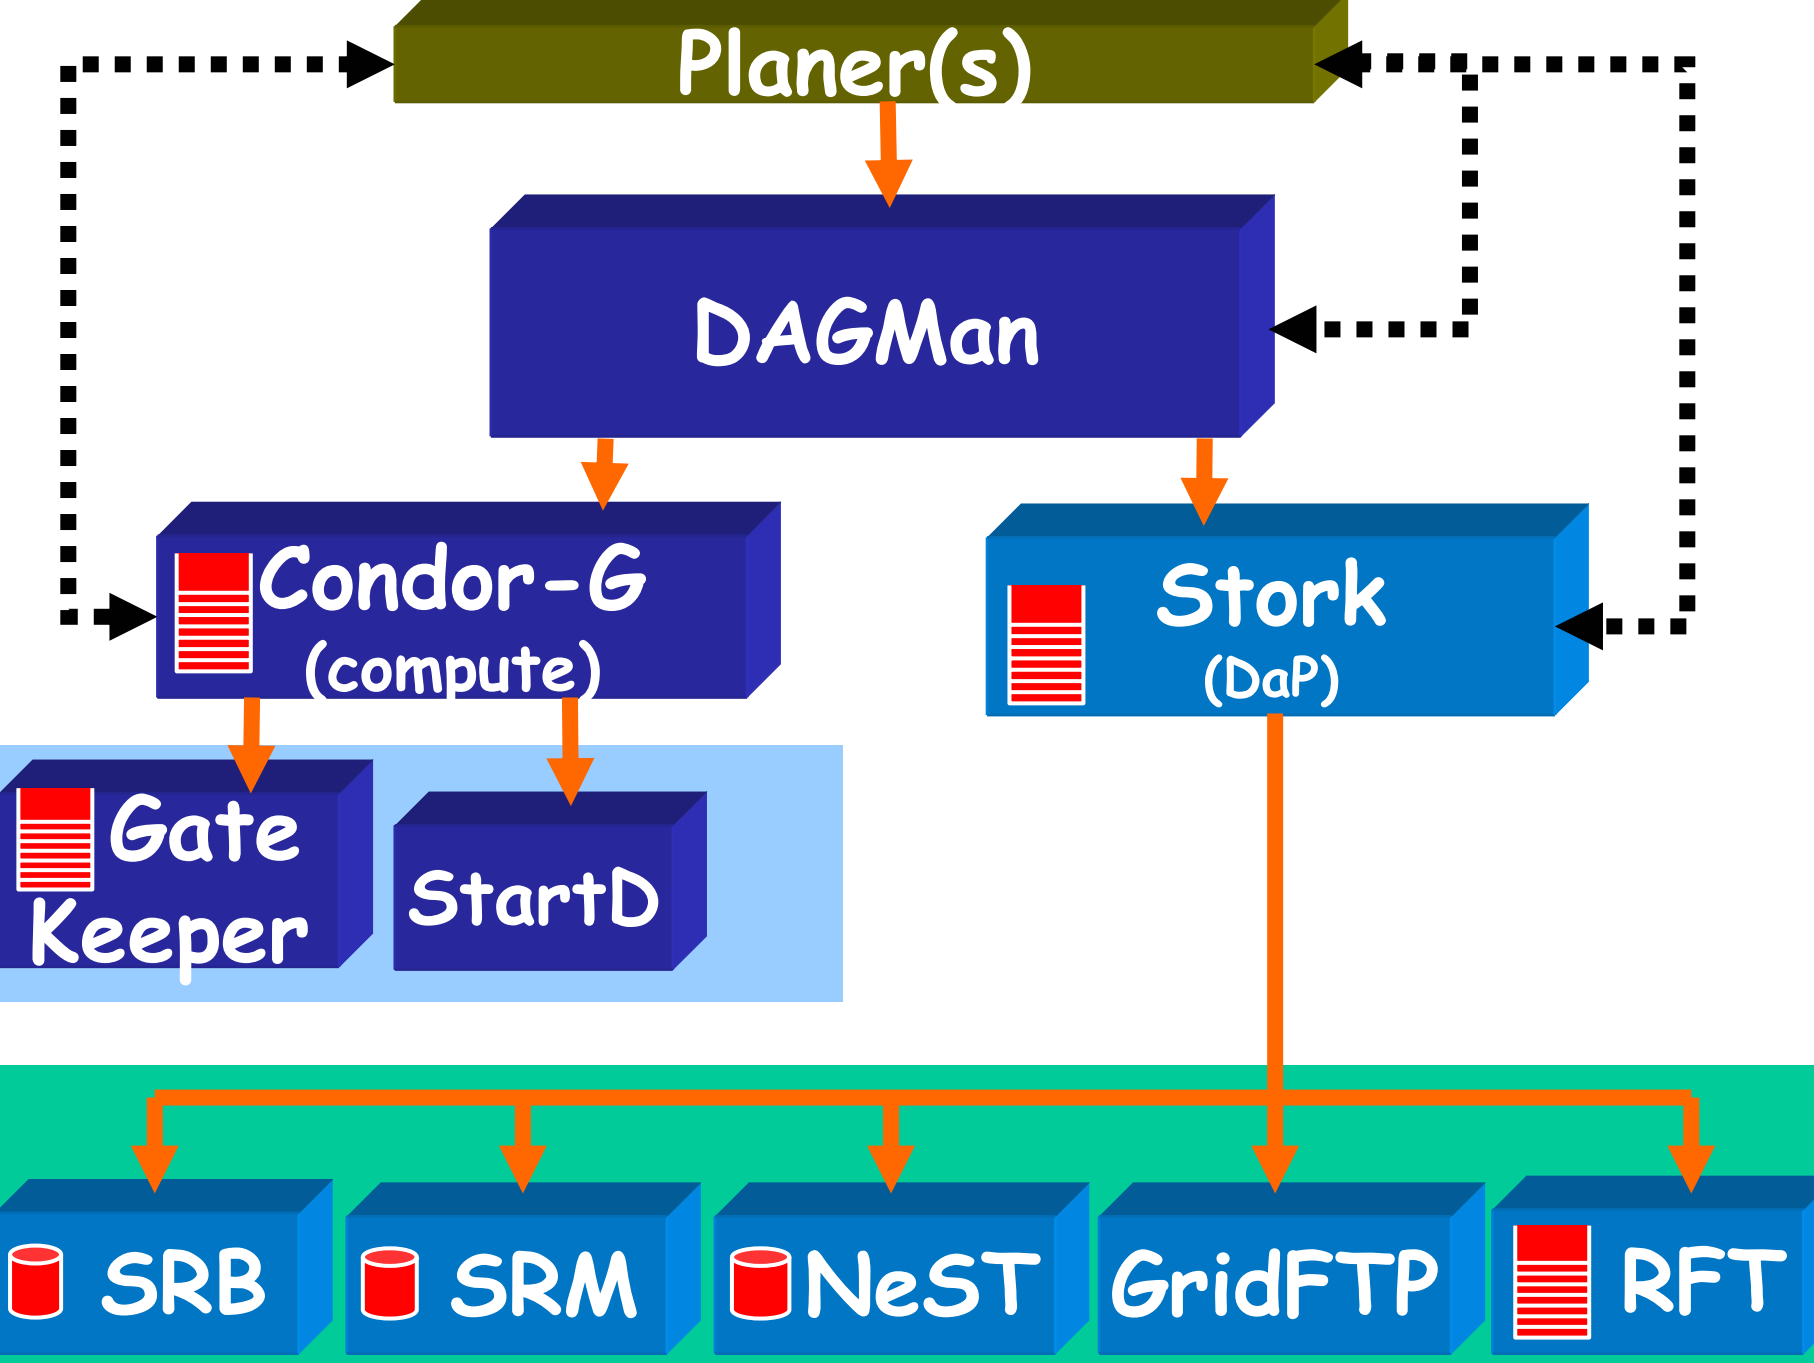 Planer(s)
DAGMan
Condor-G
(compute)
Stork
(DaP)
Gate
Keeper
StartD
SRB
SRM
NeST
GridFTP
RFT